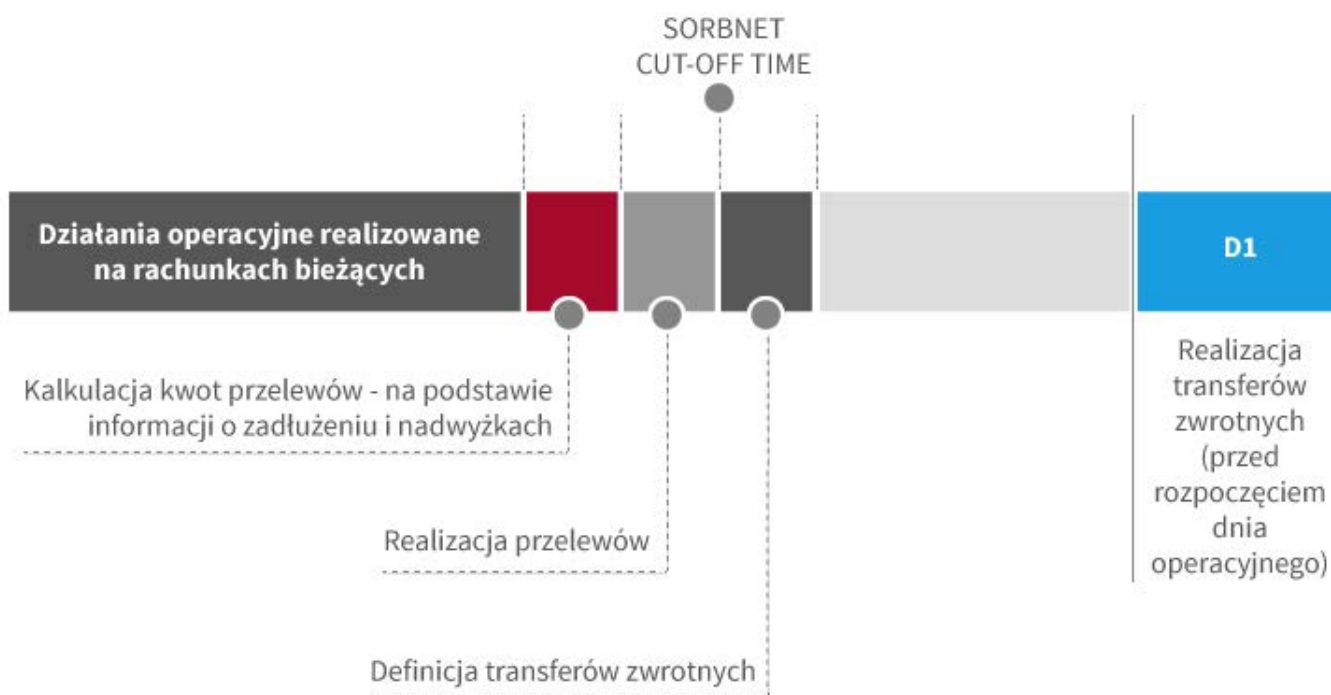 SORBNET
CUT-OFF TIME
Działania operacyjne realizowane
na rachunkach bieżących
D1
Kalkulacja kwot przelewów - na podstawie
informacji o zadłużeniu i nadwyżkach
Realizacja przelewów
Definicja transferów zwrotnych
Realizacja
transferów
zwrotnych
(przed
rozpoczęciem
dnia
operacyjnego)